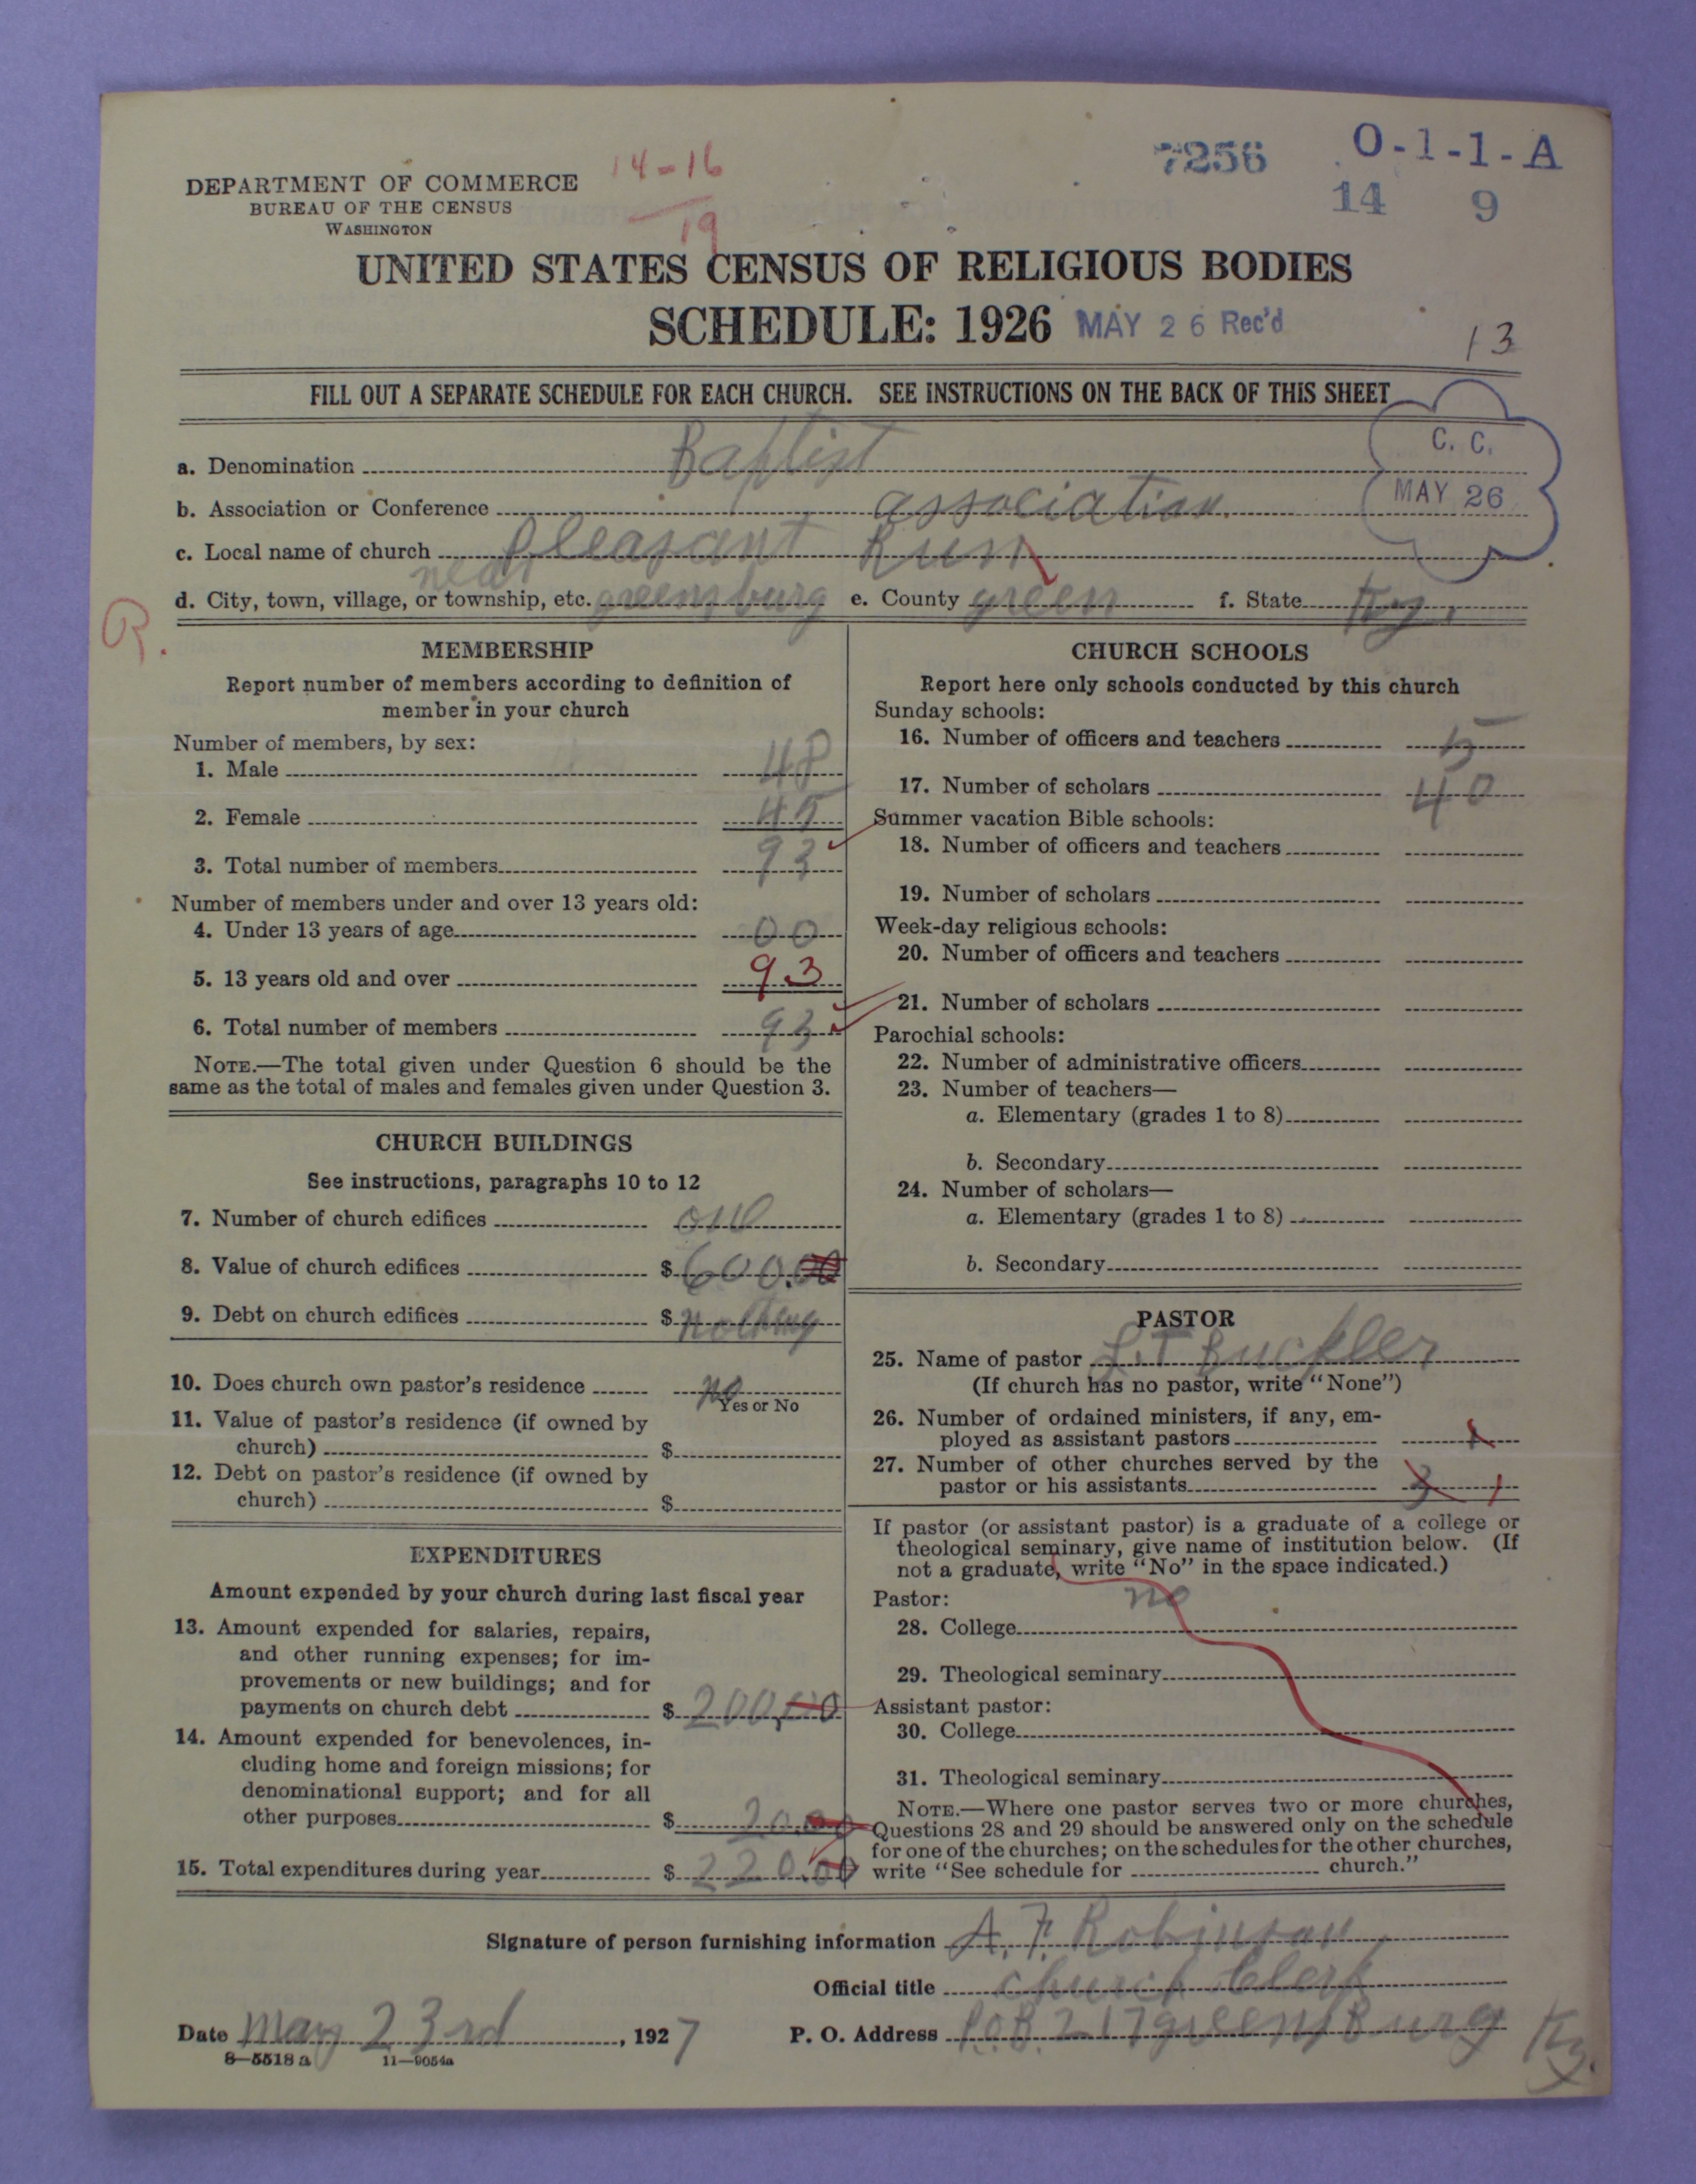 14-16
19
7256
O-1-1-A
14 9
DEPARTMENT OF COMMERCE
BUREAU OF THE CENSUS
WASHINGTON
UNITED STATES CENSUS OF RELIGIOUS BODIES
SCHEDULE: 1926 MAY 26 Rec'd
13
FILL OUT A SEPARATE SCHEDULE FOR EACH CHURCH. SEE INSTRUCTIONS ON THE BACK OF THIS SHEET
C. C.
MAY 26
a. Denomination Baptist
b. Association or Conference association
c. Local name of church Pleasant Run
near
d. City, town, village, or township, etc. greensburg e. County green f. State Ky.
R.
MEMBERSHIP
Report number of members according to definition of
member in your church
Number of members, by sex:
1. Male 48
2. Female 45
3. Total number of members 93
Number of members under and over 13 years old:
4. Under 13 years of age 00
5. 13 years old and over 93
6. Total number of members 93
NOTE.—The total given under Question 6 should be the
same as the total of males and females given under Question 3.
CHURCH BUILDINGS
See instructions, paragraphs 10 to 12
7. Number of church edifices one
8. Value of church edifices $600.00
9. Debt on church edifices $ Nothing
10. Does church own pastor's residence no
Yes or No
11. Value of pastor's residence (if owned by
church) $
12. Debt on pastor's residence (if owned by
church) $
EXPENDITURES
Amount expended by your church during last fiscal year
13. Amount expended for salaries, repairs,
and other running expenses; for im-
provements or new buildings; and for
payments on church debt $200.00
14. Amount expended for benevolences, in-
cluding home and foreign missions; for
denominational support; and for all
other purposes $20.00
15. Total expenditures during year $220.00
CHURCH SCHOOLS
Report here only schools conducted by this church
Sunday schools:
16. Number of officers and teachers 5
17. Number of scholars 40
Summer vacation Bible schools:
18. Number of officers and teachers
19. Number of scholars
Week-day religious schools:
20. Number of officers and teachers
21. Number of scholars
Parochial schools:
22. Number of administrative officers
23. Number of teachers—
a. Elementary (grades 1 to 8)
b. Secondary
24. Number of scholars—
a. Elementary (grades 1 to 8)
b. Secondary
PASTOR
25. Name of pastor L.T Buckler
(If church has no pastor, write "None")
26. Number of ordained ministers, if any, em-
ployed as assistant pastors 1
27. Number of other churches served by the
pastor or his assistants 3 1
If pastor (or assistant pastor) is a graduate of a college or
theological seminary, give name of institution below. (If
not a graduate, write "No" in the space indicated.)
Pastor: no
28. College
29. Theological seminary
Assistant pastor:
30. College
31. Theological seminary
NOTE.—Where one pastor serves two or more churches,
Questions 28 and 29 should be answered only on the schedule
for one of the churches; on the schedules for the other churches,
write "See schedule for church."
Signature of person furnishing information A. F. Robinson
Official title church Clerk
Date May 23rd, 1927 P. O. Address P.O.B. 217 greensBurg Ky.
8—5518 a 11—9054a